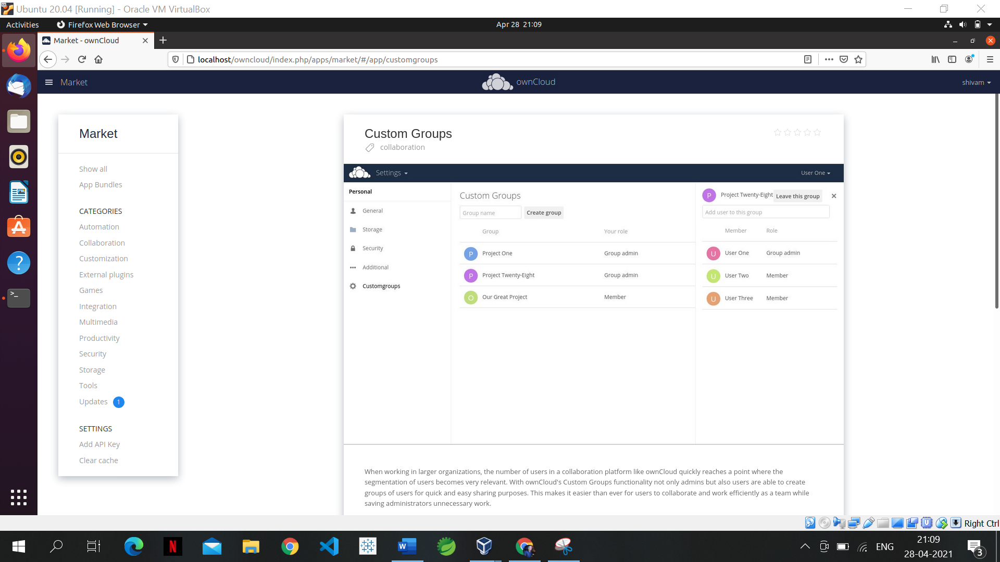 Ubuntu 20.04 [Running] - Oracle VM VirtualBox
Activities
Firefox Web Browser
Apr 28 21:09
Market - ownCloud
localhost/owncloud/index.php/apps/market/#/app/customgroups
Market
ownCloud
shivam
Market
Show all
App Bundles
CATEGORIES
Automation
Collaboration
Customization
External plugins
Games
Integration
Multimedia
Productivity
Security
Storage
Tools
Updates 1
SETTINGS
Add API Key
Clear cache
Custom Groups
collaboration
Settings
User One
Personal
General
Storage
Security
Additional
Customgroups
Custom Groups
Group name
Create group
Group Your role
P Project One Group admin
P Project Twenty-Eight Group admin
O Our Great Project Member
P Project Twenty-Eight Leave this group
Add user to this group
Member Role
U User One Group admin
U User Two Member
U User Three Member
When working in larger organizations, the number of users in a collaboration platform like ownCloud quickly reaches a point where the
segmentation of users becomes very relevant. With ownCloud's Custom Groups functionality not only admins but also users are able to create
groups of users for quick and easy sharing purposes. This makes it easier than ever for users to collaborate and work efficiently as a team while
saving administrators unnecessary work.
Right Ctrl
ENG
21:09
28-04-2021
3